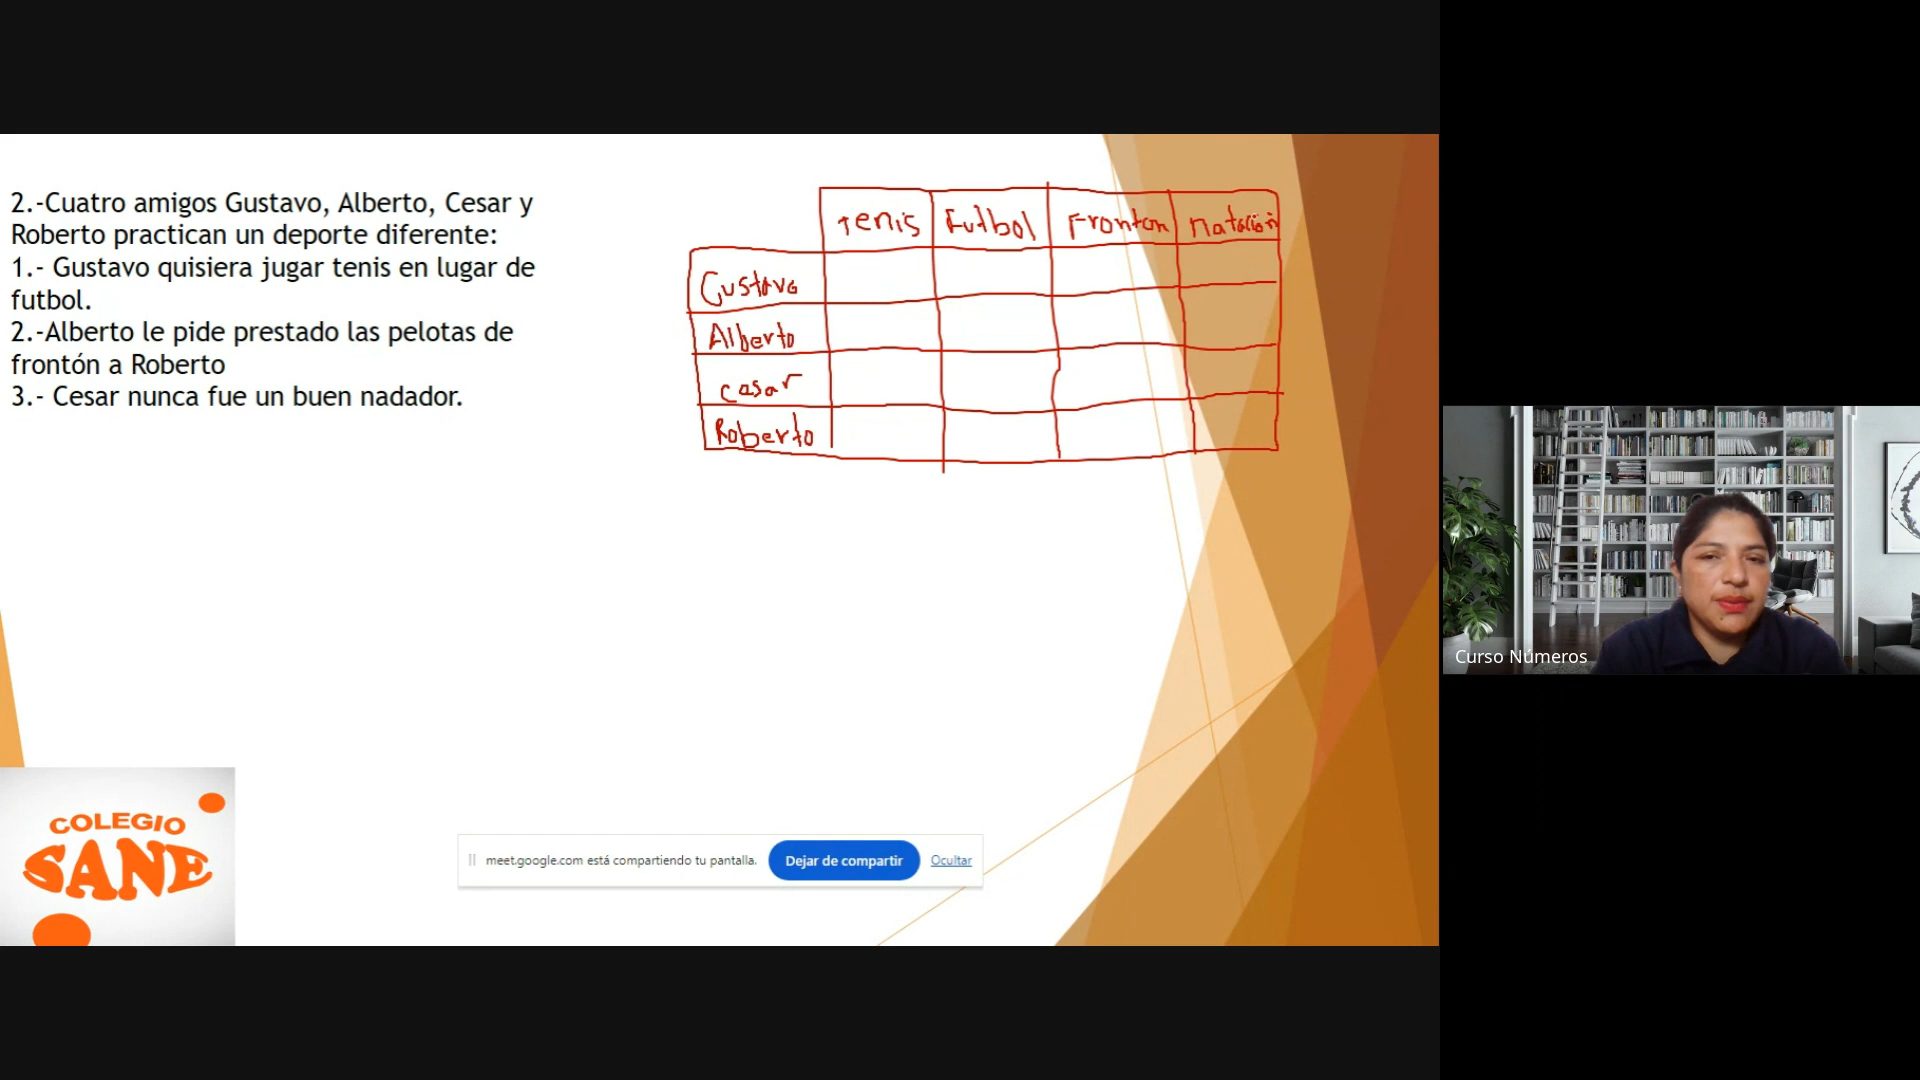 2.-Cuatro amigos Gustavo, Alberto, Cesar y
Roberto practican un deporte diferente:
1.- Gustavo quisiera jugar tenis en lugar de
futbol.
2.-Alberto le pide prestado las pelotas de
frontón a Roberto
3.- Cesar nunca fue un buen nadador.
Tenis Futbol Fronton natación
Gustavo
Alberto
Cesar
Roberto
COLEGIO
SANE
meet.google.com está compartiendo tu pantalla. Dejar de compartir Ocultar
Curso Números